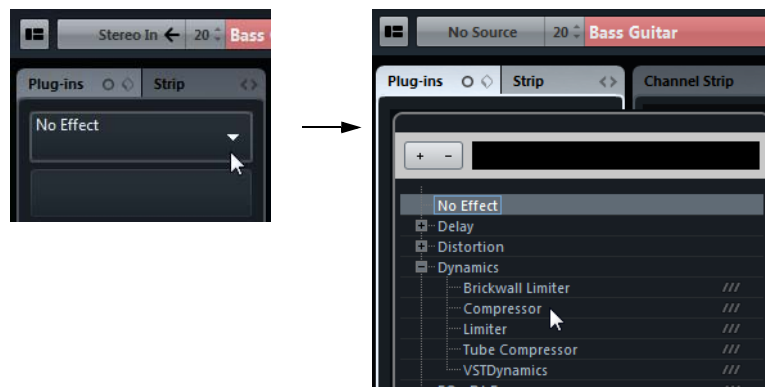 Stereo In 20 Bass
Plug-ins Strip
No Effect
No Source 20 Bass Guitar
Plug-ins Strip Channel Strip
+ -
No Effect
Delay
Distortion
Dynamics
Brickwall Limiter
Compressor
Limiter
Tube Compressor
VSTDynamics